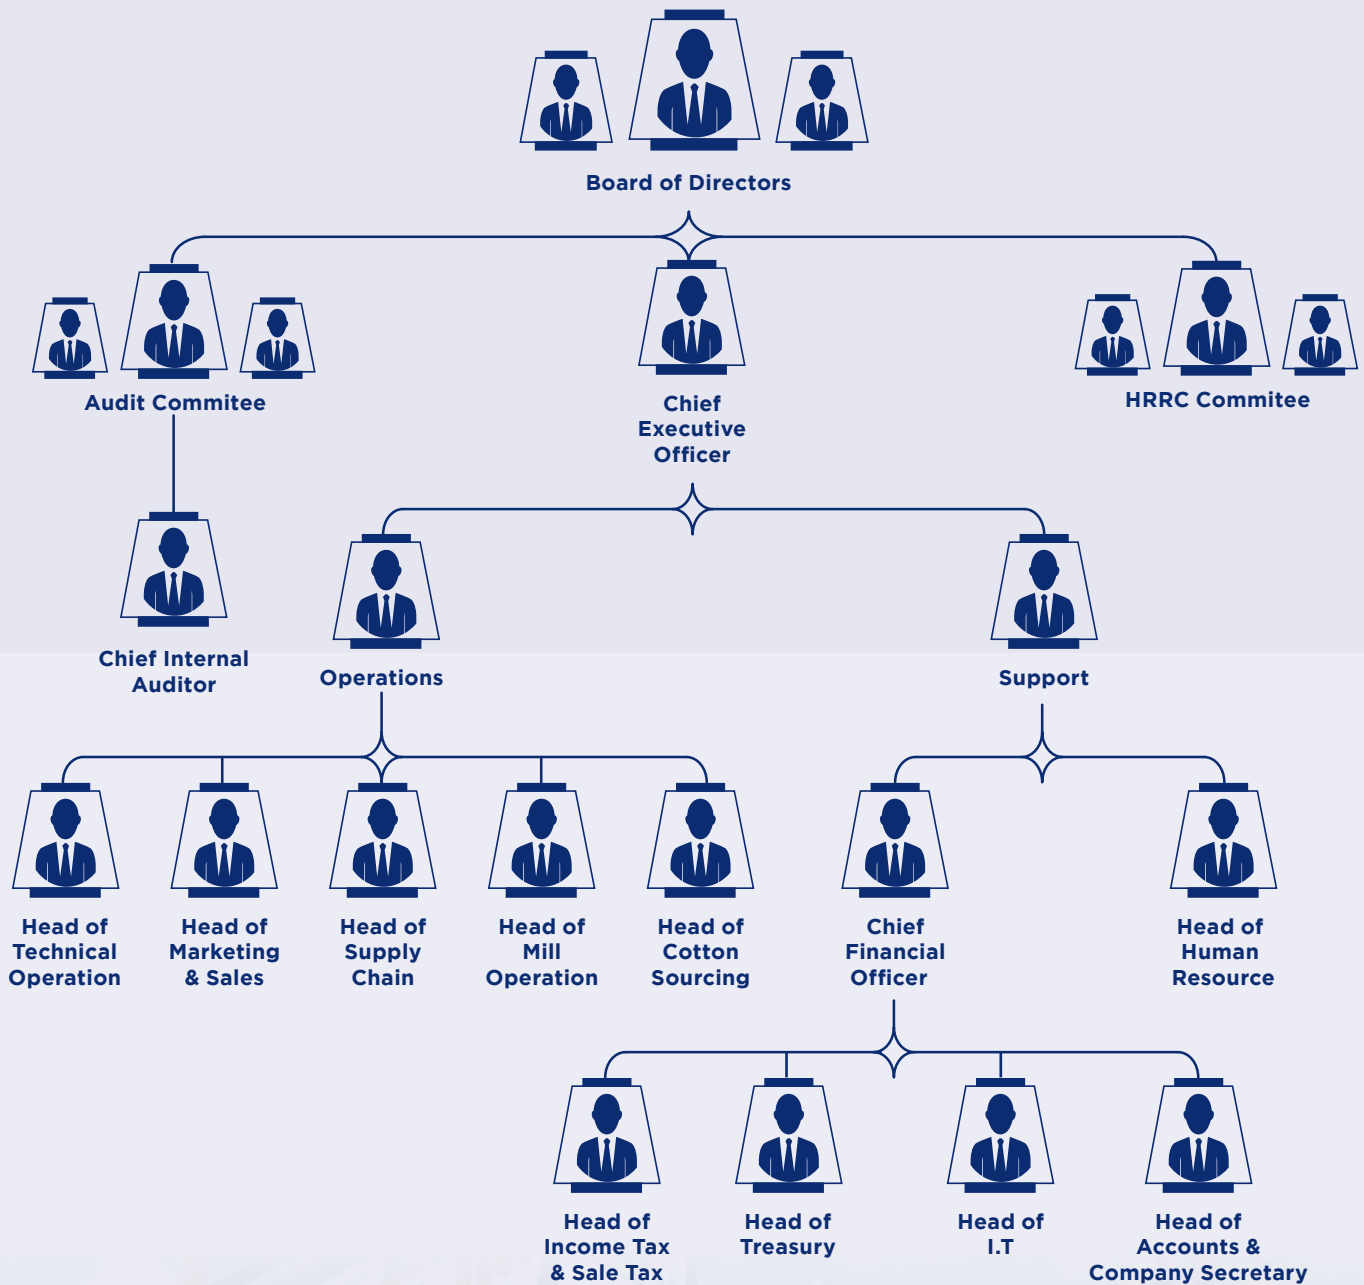 Board of Directors
Audit Commitee
Chief
Executive
Officer
HRRC Commitee
Chief Internal
Auditor
Operations
Support
Head of
Technical
Operation
Head of
Marketing
& Sales
Head of
Supply
Chain
Head of
Mill
Operation
Head of
Cotton
Sourcing
Chief
Financial
Officer
Head of
Human
Resource
Head of
Income Tax
& Sale Tax
Head of
Treasury
Head of
I.T
Head of
Accounts &
Company Secretary